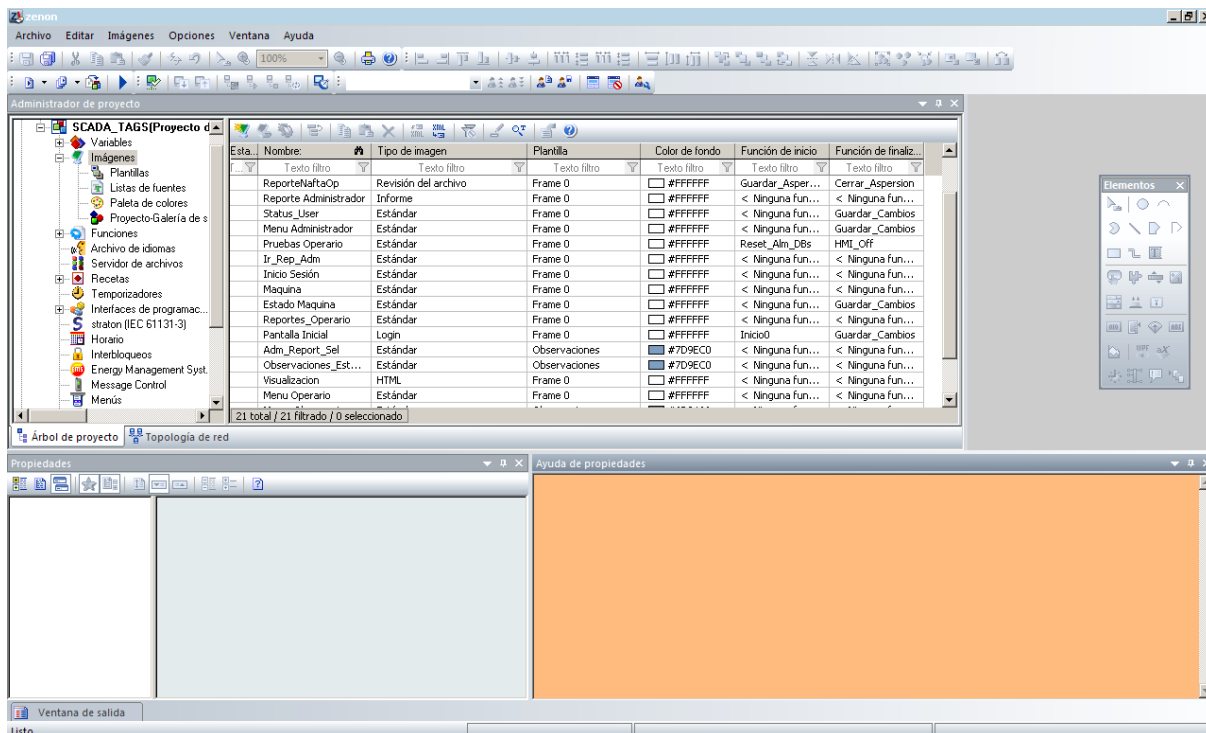 zenon
Archivo Editar Imágenes Opciones Ventana Ayuda
100%
Administrador de proyecto
SCADA_TAGS(Proyecto d
Variables
Imágenes
Plantillas
Listas de fuentes
Paleta de colores
Proyecto-Galería de s
Funciones
Archivo de idiomas
Servidor de archivos
Recetas
Temporizadores
Interfaces de programac...
straton (IEC 61131-3)
Horario
Interbloqueos
Energy Management Syst.
Message Control
Menús
Esta... Nombre: Tipo de imagen Plantilla Color de fondo Función de inicio Función de finaliz...
T... Texto filtro Texto filtro Texto filtro Texto filtro Texto filtro Texto filtro
ReporteNaftaOp Revisión del archivo Frame 0 #FFFFFF Guardar_Asper... Cerrar_Aspersion
Reporte Administrador Informe Frame 0 #FFFFFF < Ninguna fun... < Ninguna fun...
Status_User Estándar Frame 0 #FFFFFF < Ninguna fun... Guardar_Cambios
Menu Administrador Estándar Frame 0 #FFFFFF < Ninguna fun... Guardar_Cambios
Pruebas Operario Estándar Frame 0 #FFFFFF Reset_Alm_DBs HMI_Off
Ir_Rep_Adm Estándar Frame 0 #FFFFFF < Ninguna fun... < Ninguna fun...
Inicio Sesión Estándar Frame 0 #FFFFFF < Ninguna fun... < Ninguna fun...
Maquina Estándar Frame 0 #FFFFFF < Ninguna fun... < Ninguna fun...
Estado Maquina Estándar Frame 0 #FFFFFF < Ninguna fun... Guardar_Cambios
Reportes_Operario Estándar Frame 0 #FFFFFF < Ninguna fun... < Ninguna fun...
Pantalla Inicial Login Frame 0 #FFFFFF Inicio0 Guardar_Cambios
Adm_Report_Sel Estándar Observaciones #7D9EC0 < Ninguna fun... < Ninguna fun...
Observaciones_Est... Estándar Observaciones #7D9EC0 < Ninguna fun... < Ninguna fun...
Visualizacion HTML Frame 0 #FFFFFF < Ninguna fun... < Ninguna fun...
Menu Operario Estándar Frame 0 #FFFFFF < Ninguna fun... < Ninguna fun...
21 total / 21 filtrado / 0 seleccionado
Árbol de proyecto Topología de red
Elementos
Propiedades
Ayuda de propiedades
Ventana de salida
Listo